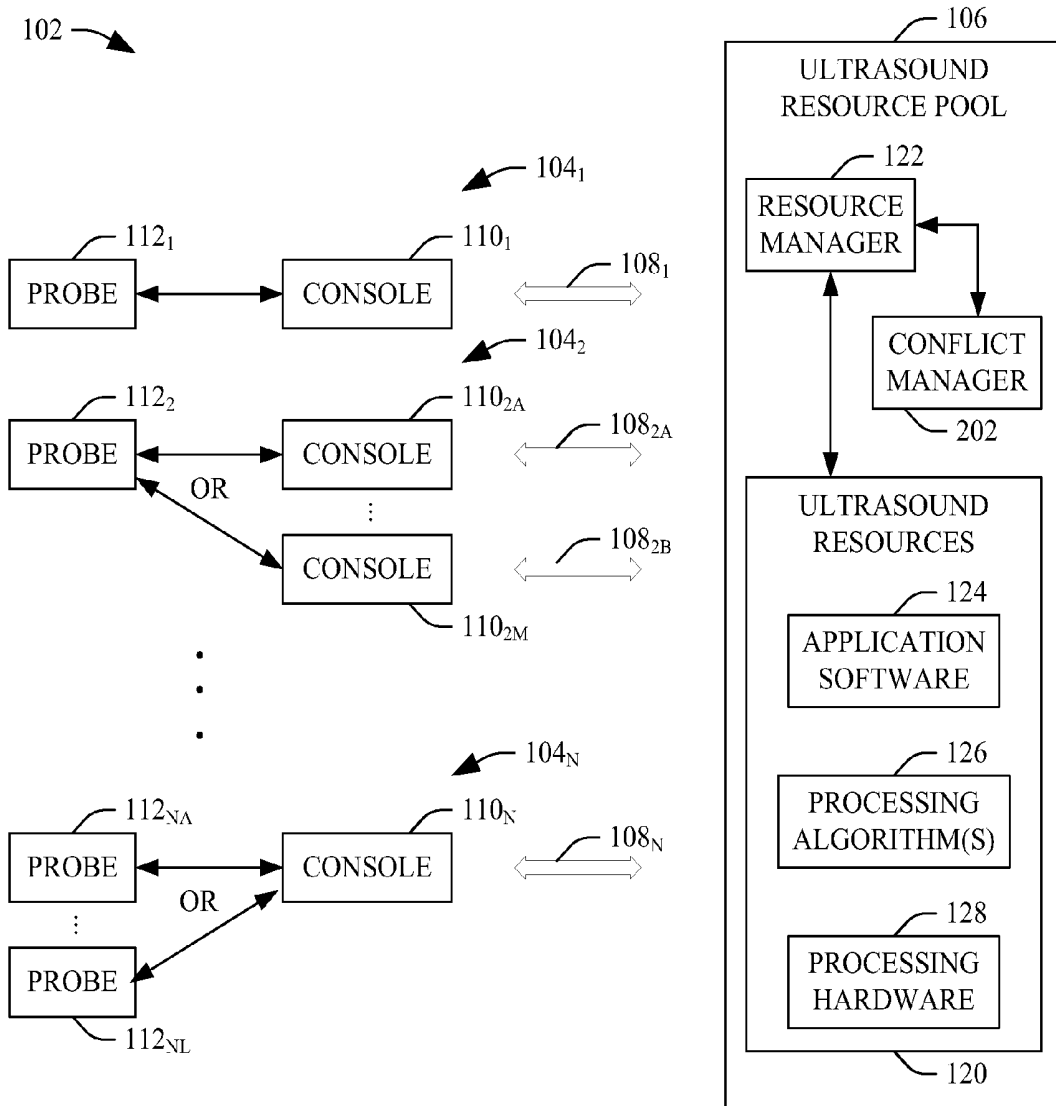 102
106
ULTRASOUND
RESOURCE POOL
122
RESOURCE
MANAGER
CONFLICT
MANAGER
202
104₁
112₁
110₁
108₁
PROBE
CONSOLE
104₂
112₂
110₂A
108₂A
PROBE
CONSOLE
OR
⋮
CONSOLE
108₂B
110₂M
ULTRASOUND
RESOURCES
124
APPLICATION
SOFTWARE
126
PROCESSING
ALGORITHM(S)
128
PROCESSING
HARDWARE
120
104N
112NA
110N
108N
PROBE
CONSOLE
OR
⋮
PROBE
112NL